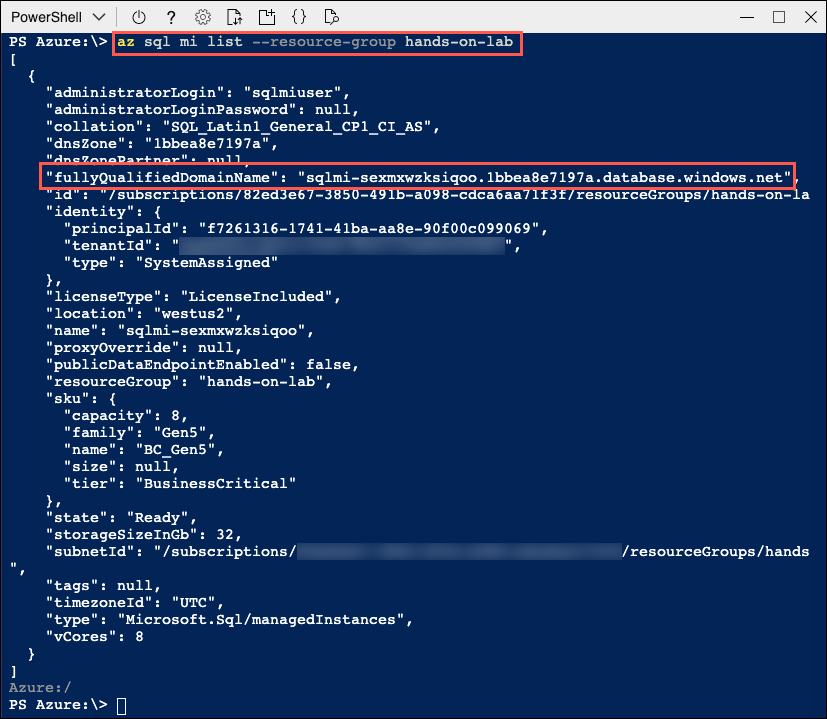 PowerShell
PS Azure:\> az sql mi list --resource-group hands-on-lab
[
  {
    "administratorLogin": "sqlmiuser",
    "administratorLoginPassword": null,
    "collation": "SQL_Latin1_General_CP1_CI_AS",
    "dnsZone": "1bbea8e7197a",
    "dnsZonePartner": null,
    "fullyQualifiedDomainName": "sqlmi-sexmxwzksiqoo.1bbea8e7197a.database.windows.net",
    "id": "/subscriptions/82ed3e67-3850-491b-a098-cdca6aa71f3f/resourceGroups/hands-on-la
    "identity": {
      "principalId": "f7261316-1741-41ba-aa8e-90f00c099069",
      "tenantId": "",
      "type": "SystemAssigned"
    },
    "licenseType": "LicenseIncluded",
    "location": "westus2",
    "name": "sqlmi-sexmxwzksiqoo",
    "proxyOverride": null,
    "publicDataEndpointEnabled": false,
    "resourceGroup": "hands-on-lab",
    "sku": {
      "capacity": 8,
      "family": "Gen5",
      "name": "BC_Gen5",
      "size": null,
      "tier": "BusinessCritical"
    },
    "state": "Ready",
    "storageSizeInGb": 32,
    "subnetId": "/subscriptions/ /resourceGroups/hands
",
    "tags": null,
    "timezoneId": "UTC",
    "type": "Microsoft.Sql/managedInstances",
    "vCores": 8
  }
]
Azure:/
PS Azure:\>